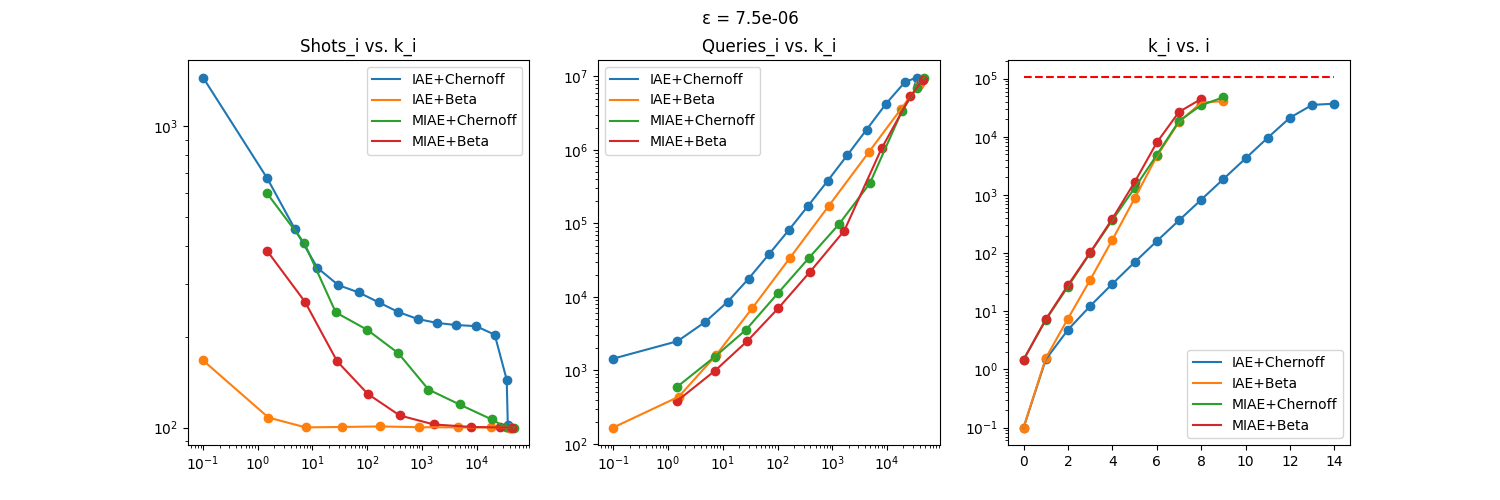 ε = 7.5e-06
Shots_i vs. k_i
10³
10²
10⁻¹ 10⁰ 10¹ 10² 10³ 10⁴
IAE+Chernoff
IAE+Beta
MIAE+Chernoff
MIAE+Beta
Queries_i vs. k_i
10⁷
10⁶
10⁵
10⁴
10³
10²
10⁻¹ 10⁰ 10¹ 10² 10³ 10⁴
IAE+Chernoff
IAE+Beta
MIAE+Chernoff
MIAE+Beta
k_i vs. i
10⁵
10⁴
10³
10²
10¹
10⁰
10⁻¹
0 2 4 6 8 10 12 14
IAE+Chernoff
IAE+Beta
MIAE+Chernoff
MIAE+Beta